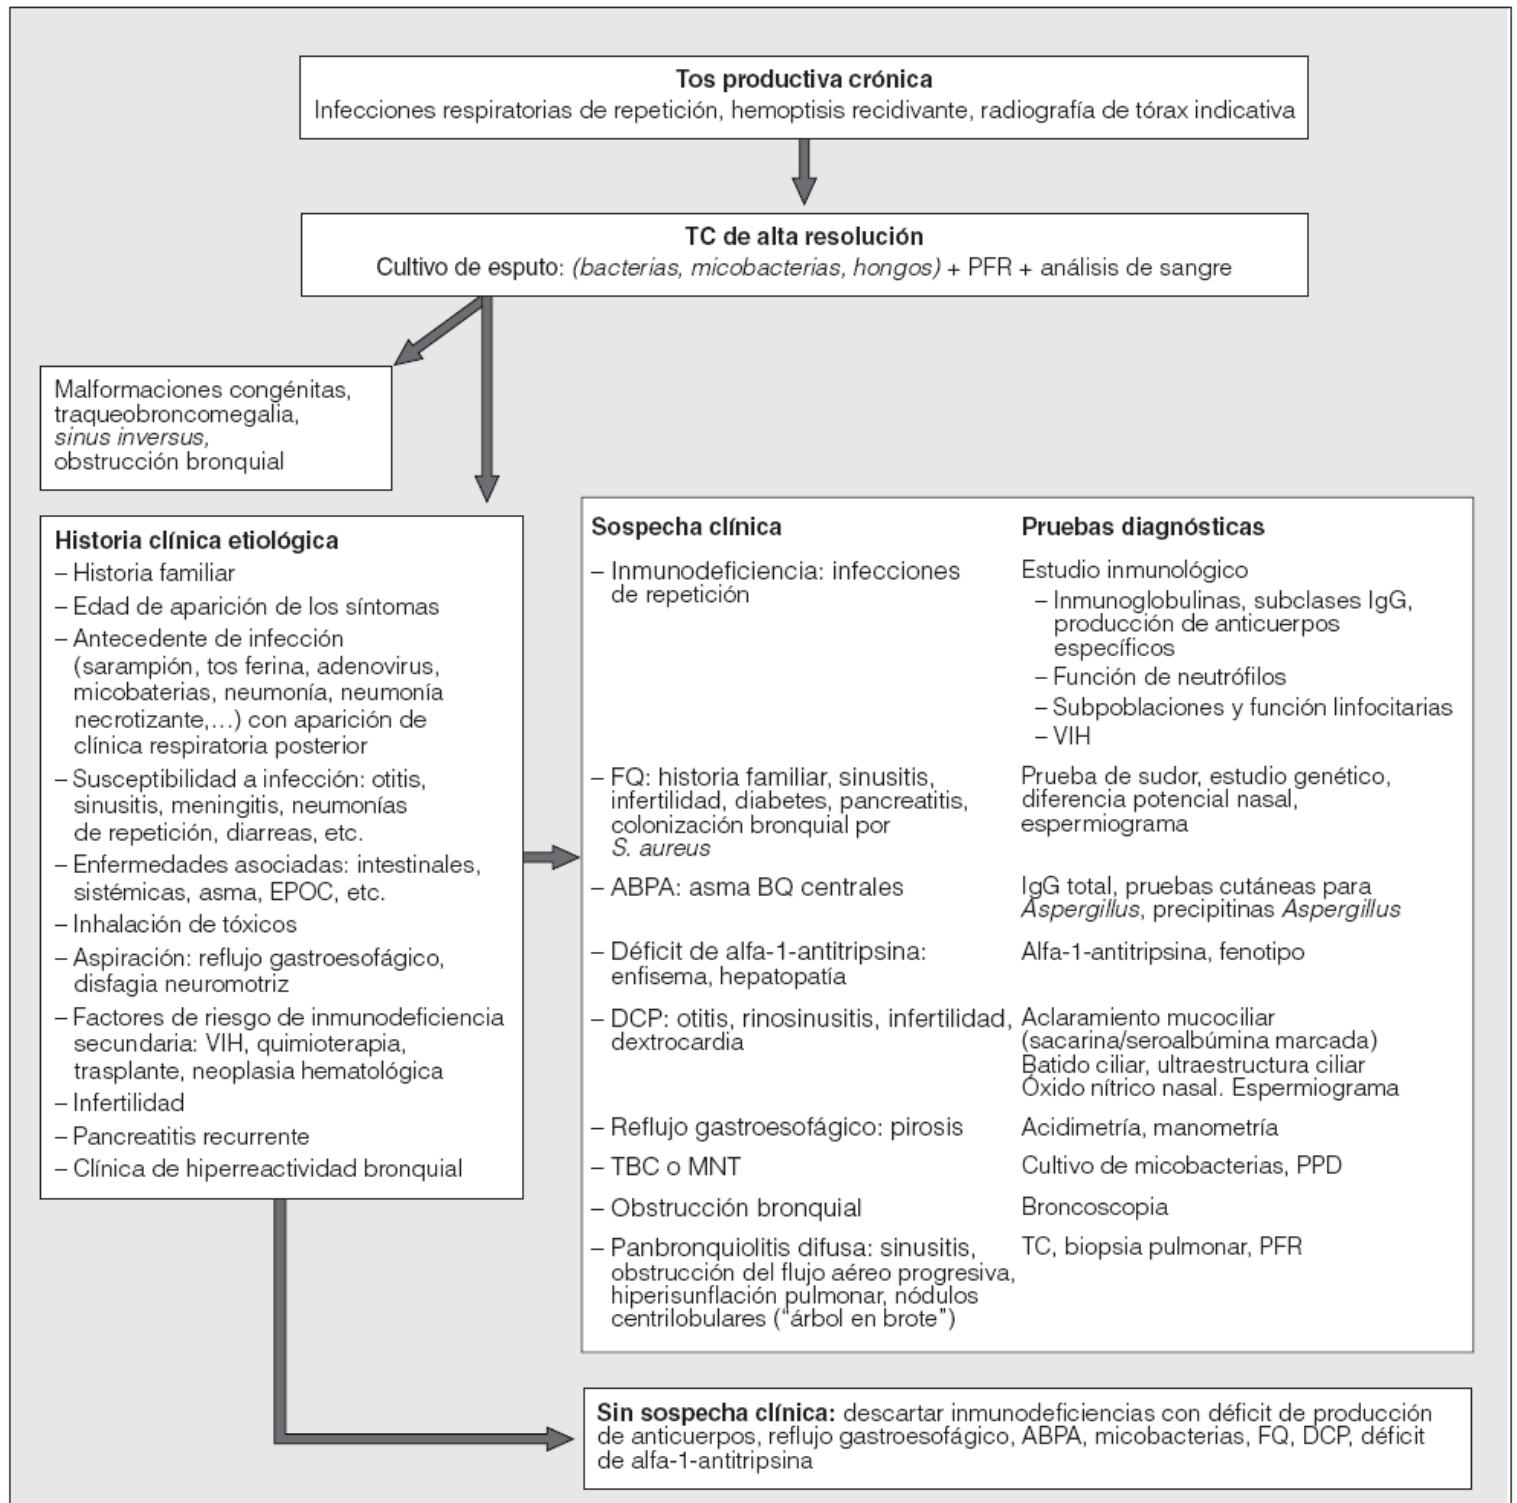 Tos productiva crónica
Infecciones respiratorias de repetición, hemoptisis recidivante, radiografía de tórax indicativa
TC de alta resolución
Cultivo de esputo: (bacterias, micobacterias, hongos) + PFR + análisis de sangre
Malformaciones congénitas,
traqueobroncomegalia,
sinus inversus,
obstrucción bronquial
Historia clínica etiológica
– Historia familiar
– Edad de aparición de los síntomas
– Antecedente de infección
(sarampión, tos ferina, adenovirus,
micobaterias, neumonía, neumonía
necrotizante,...) con aparición de
clínica respiratoria posterior
– Susceptibilidad a infección: otitis,
sinusitis, meningitis, neumonías
de repetición, diarreas, etc.
– Enfermedades asociadas: intestinales,
sistémicas, asma, EPOC, etc.
– Inhalación de tóxicos
– Aspiración: reflujo gastroesofágico,
disfagia neuromotriz
– Factores de riesgo de inmunodeficiencia
secundaria: VIH, quimioterapia,
trasplante, neoplasia hematológica
– Infertilidad
– Pancreatitis recurrente
– Clínica de hiperreactividad bronquial
Sospecha clínica
– Inmunodeficiencia: infecciones
de repetición
– FQ: historia familiar, sinusitis,
infertilidad, diabetes, pancreatitis,
colonización bronquial por
S. aureus
– ABPA: asma BQ centrales
– Déficit de alfa-1-antitripsina:
enfisema, hepatopatía
– DCP: otitis, rinosinusitis, infertilidad,
dextrocardia
– Reflujo gastroesofágico: pirosis
– TBC o MNT
– Obstrucción bronquial
– Panbronquiolitis difusa: sinusitis,
obstrucción del flujo aéreo progresiva,
hiperisunflación pulmonar, nódulos
centrilobulares (“árbol en brote”)
Pruebas diagnósticas
Estudio inmunológico
– Inmunoglobulinas, subclases IgG,
producción de anticuerpos
específicos
– Función de neutrófilos
– Subpoblaciones y función linfocitarias
– VIH
Prueba de sudor, estudio genético,
diferencia potencial nasal,
espermiograma
IgG total, pruebas cutáneas para
Aspergillus, precipitinas Aspergillus
Alfa-1-antitripsina, fenotipo
Aclaramiento mucociliar
(sacarina/seroalbúmina marcada)
Batido ciliar, ultraestructura ciliar
Óxido nítrico nasal. Espermiograma
Acidimetría, manometría
Cultivo de micobacterias, PPD
Broncoscopia
TC, biopsia pulmonar, PFR
Sin sospecha clínica: descartar inmunodeficiencias con déficit de producción
de anticuerpos, reflujo gastroesofágico, ABPA, micobacterias, FQ, DCP, déficit
de alfa-1-antitripsina